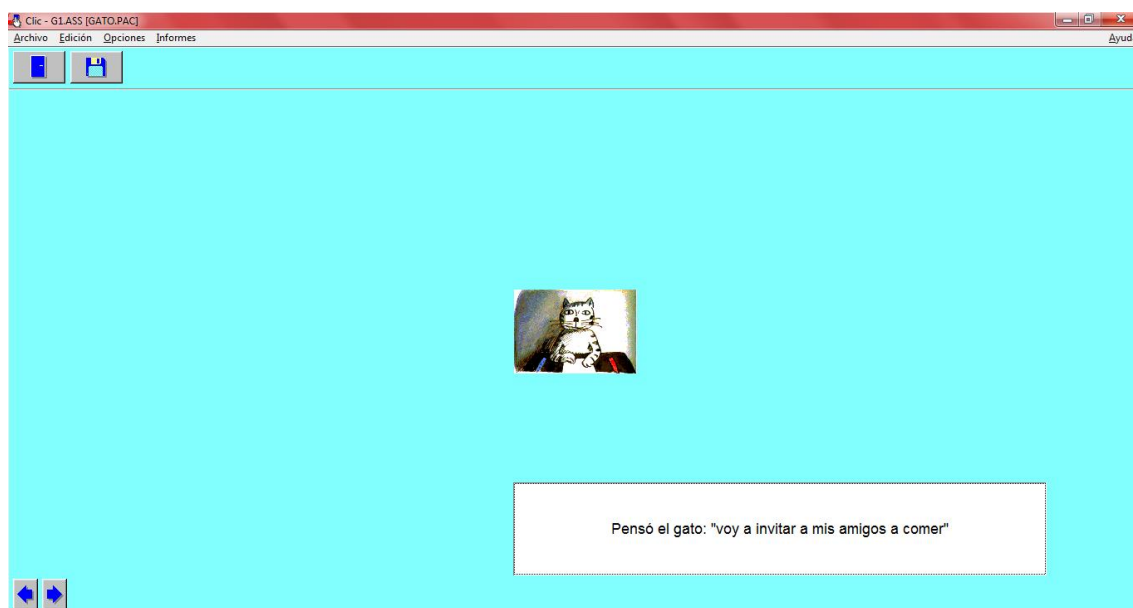 Clic - G1.ASS [GATO.PAC]
Archivo Edición Opciones Informes Ayud
Pensó el gato: "voy a invitar a mis amigos a comer"